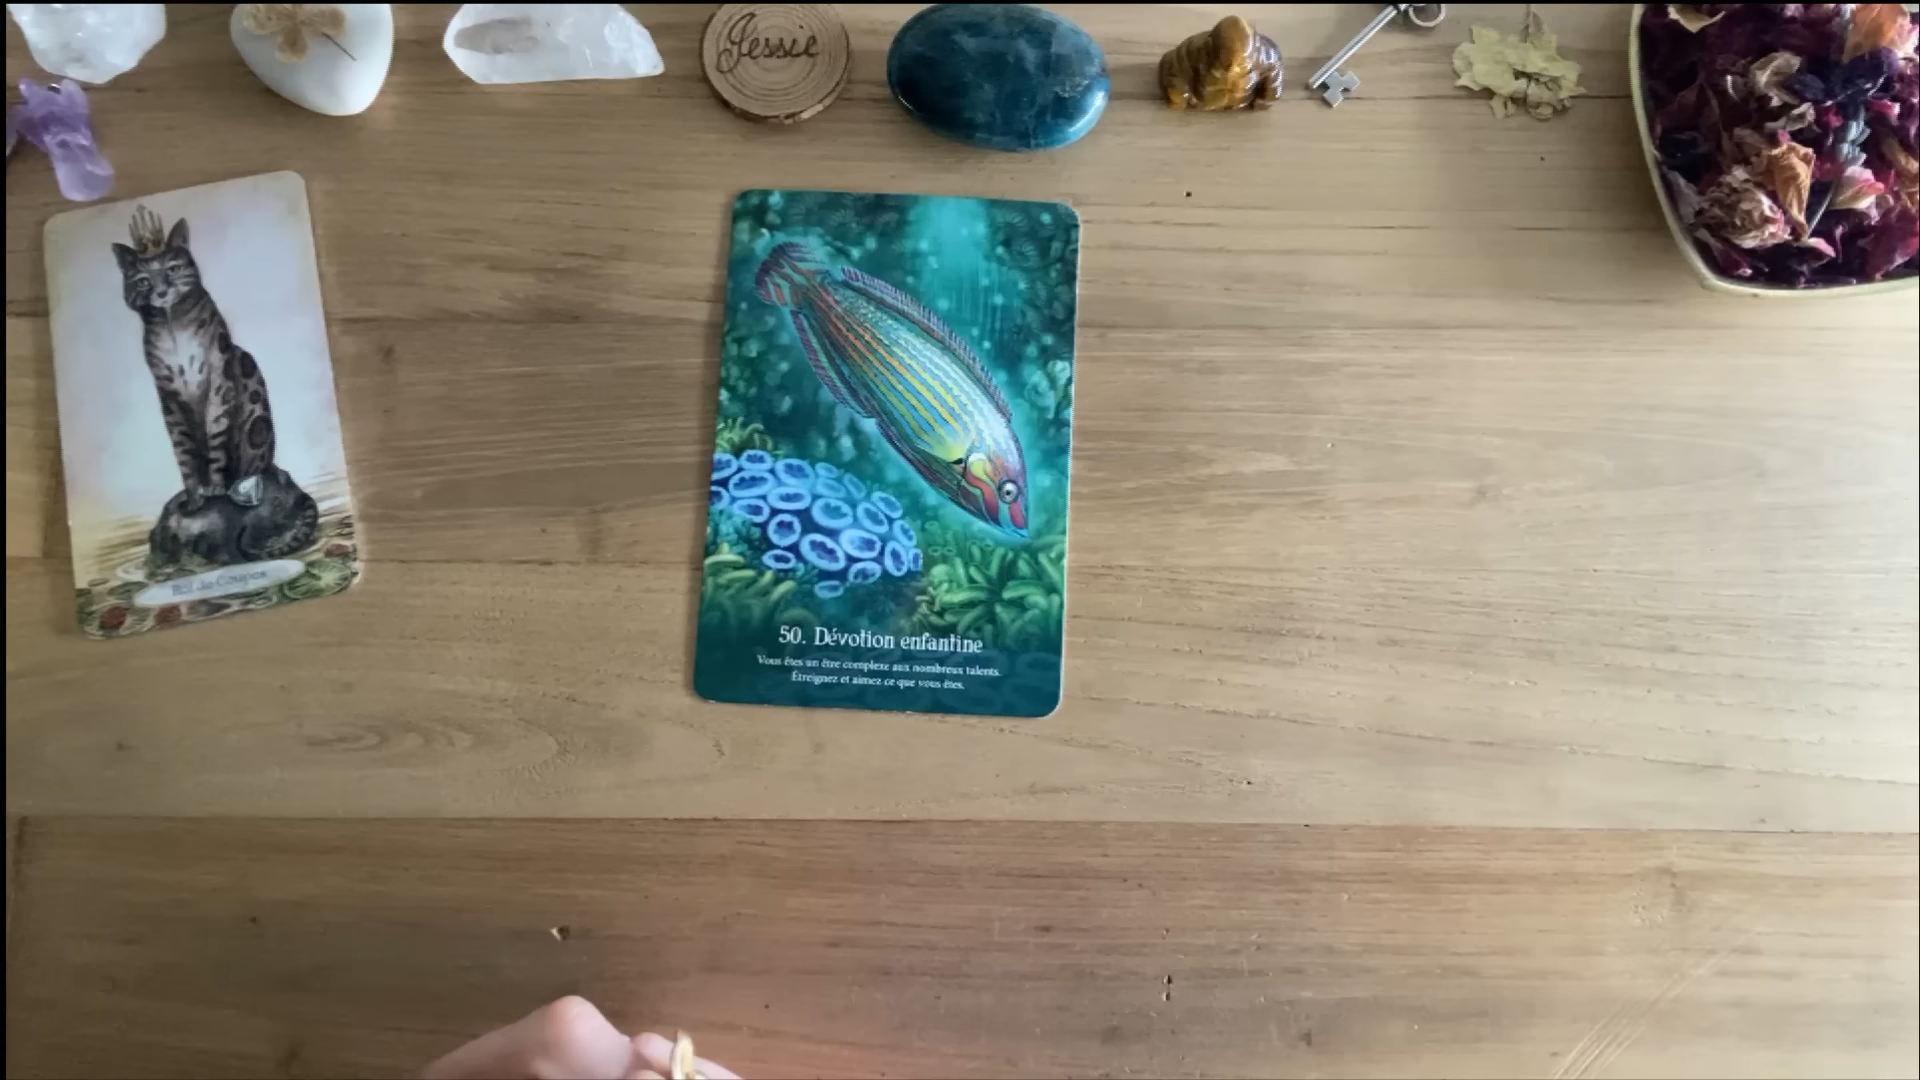 Jessie
Roi de Coupes
50. Dévotion enfantine
Vous êtes un être complexe aux nombreux talents.
Étreignez et aimez ce que vous êtes.